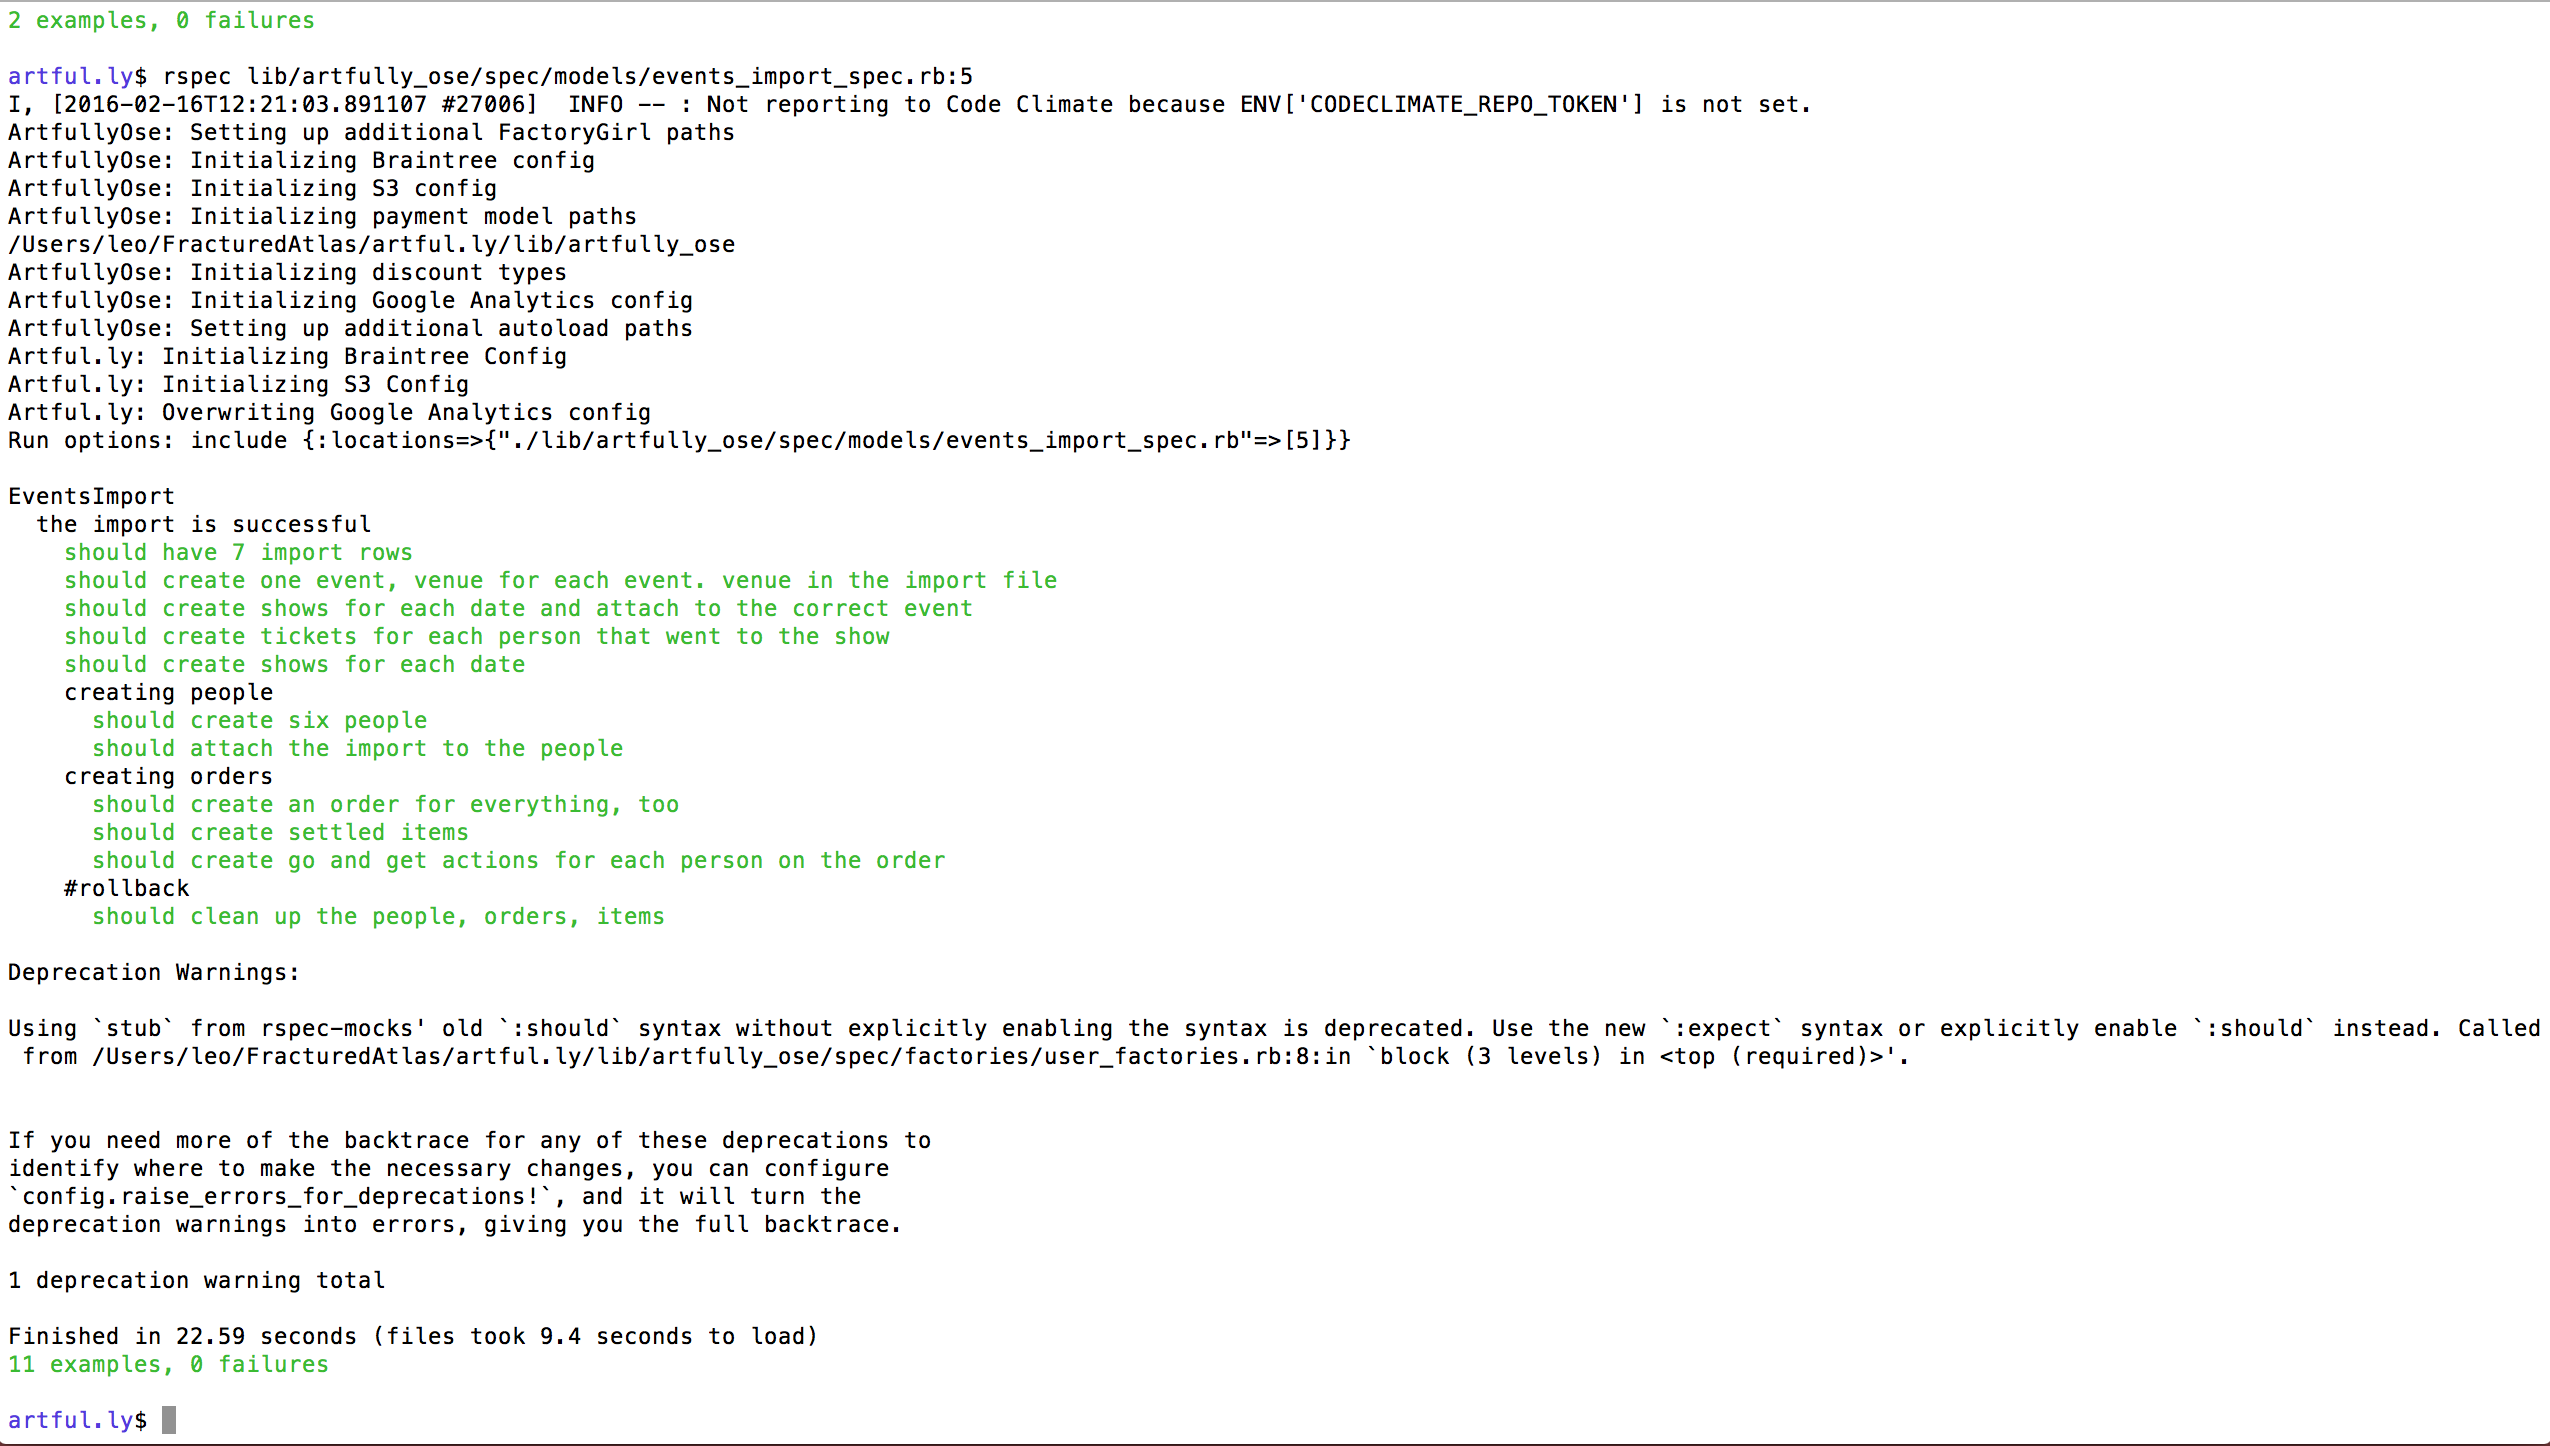 2 examples, 0 failures
artful.ly$ rspec lib/artfully_ose/spec/models/events_import_spec.rb:5
I, [2016-02-16T12:21:03.891107 #27006]  INFO -- : Not reporting to Code Climate because ENV['CODECLIMATE_REPO_TOKEN'] is not set.
ArtfullyOse: Setting up additional FactoryGirl paths
ArtfullyOse: Initializing Braintree config
ArtfullyOse: Initializing S3 config
ArtfullyOse: Initializing payment model paths
/Users/leo/FracturedAtlas/artful.ly/lib/artfully_ose
ArtfullyOse: Initializing discount types
ArtfullyOse: Initializing Google Analytics config
ArtfullyOse: Setting up additional autoload paths
Artful.ly: Initializing Braintree Config
Artful.ly: Initializing S3 Config
Artful.ly: Overwriting Google Analytics config
Run options: include {:locations=>{"./lib/artfully_ose/spec/models/events_import_spec.rb"=>[5]}}
EventsImport
  the import is successful
    should have 7 import rows
    should create one event, venue for each event. venue in the import file
    should create shows for each date and attach to the correct event
    should create tickets for each person that went to the show
    should create shows for each date
    creating people
      should create six people
      should attach the import to the people
    creating orders
      should create an order for everything, too
      should create settled items
      should create go and get actions for each person on the order
    #rollback
      should clean up the people, orders, items
Deprecation Warnings:
Using `stub` from rspec-mocks' old `:should` syntax without explicitly enabling the syntax is deprecated. Use the new `:expect` syntax or explicitly enable `:should` instead. Called
 from /Users/leo/FracturedAtlas/artful.ly/lib/artfully_ose/spec/factories/user_factories.rb:8:in `block (3 levels) in <top (required)>'.
If you need more of the backtrace for any of these deprecations to
identify where to make the necessary changes, you can configure
`config.raise_errors_for_deprecations!`, and it will turn the
deprecation warnings into errors, giving you the full backtrace.
1 deprecation warning total
Finished in 22.59 seconds (files took 9.4 seconds to load)
11 examples, 0 failures
artful.ly$